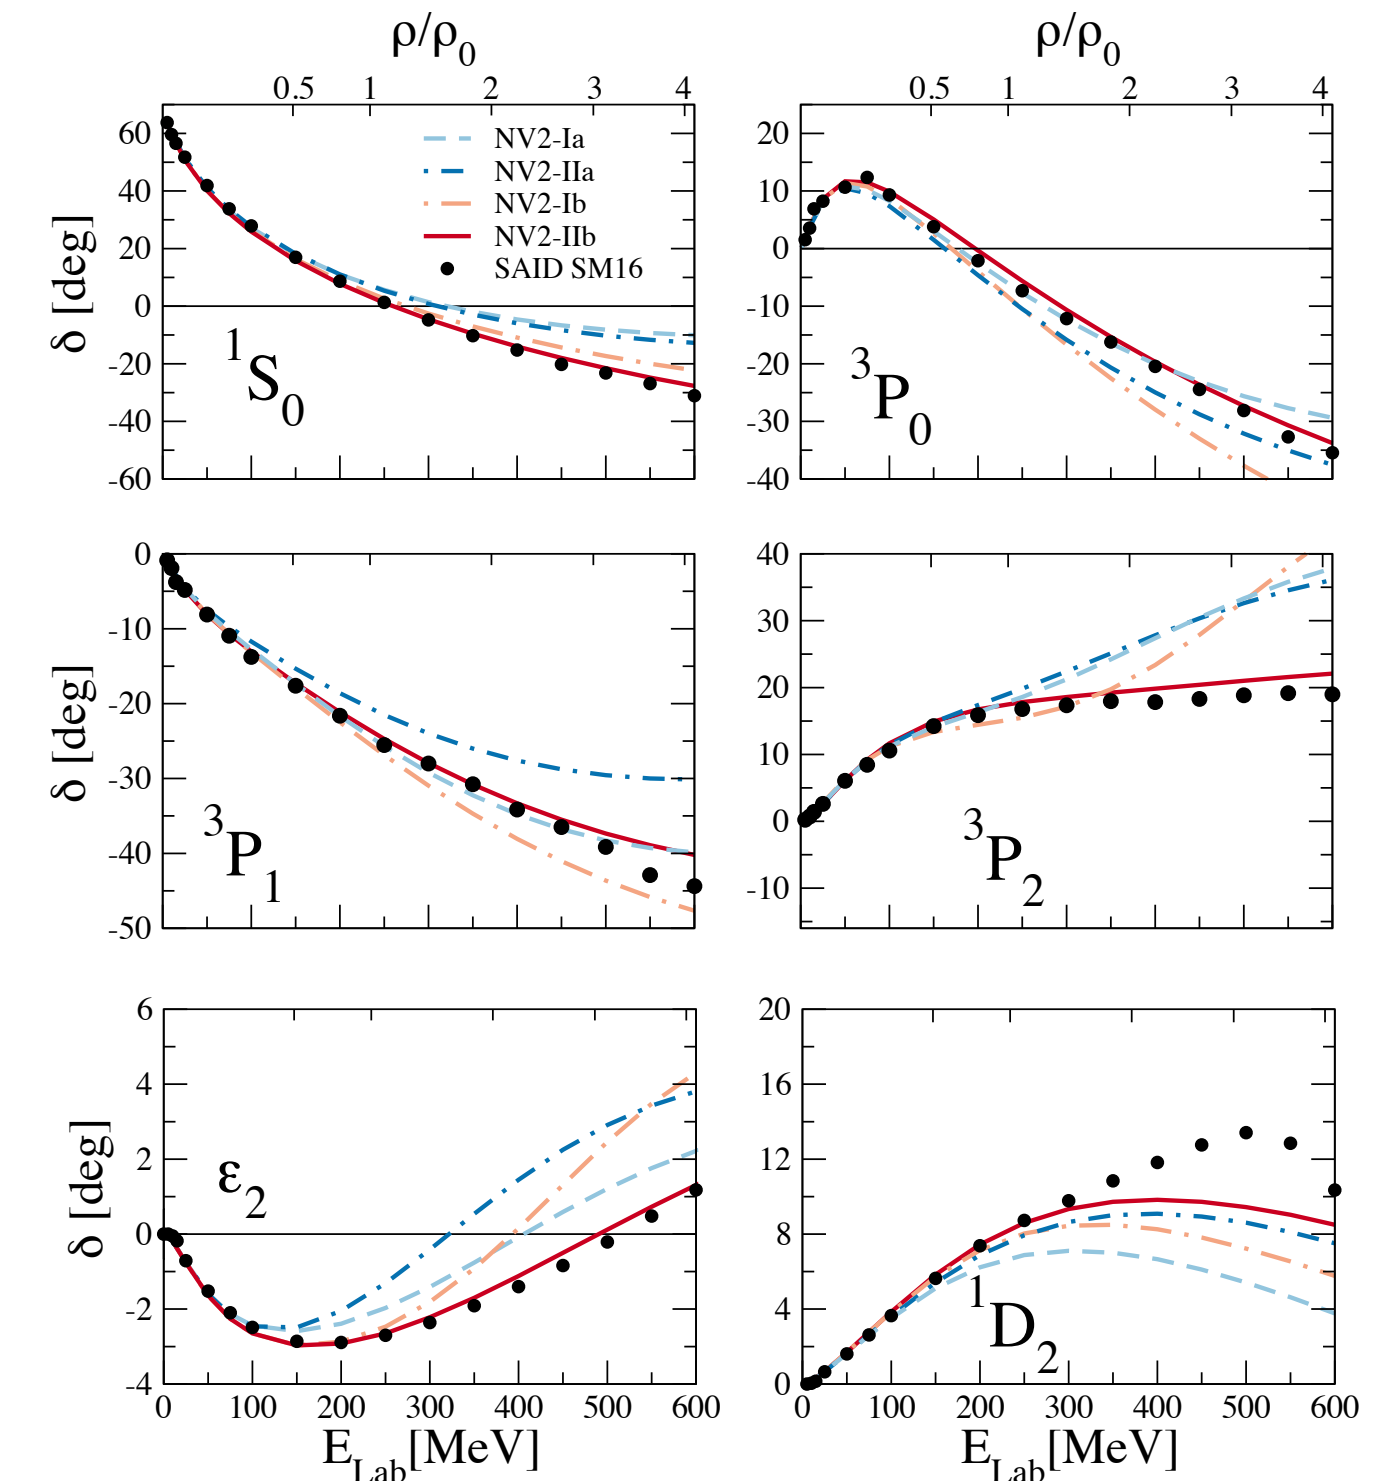 ρ/ρ0 ρ/ρ0
0.5 1 2 3 4 0.5 1 2 3 4
δ [deg]
60
40
20
0
-20
-40
-60
NV2-Ia
NV2-IIa
NV2-Ib
NV2-IIb
SAID SM16
1S0
20
10
0
-10
-20
-30
-40
3P0
δ [deg]
0
-10
-20
-30
-40
-50
3P1
40
30
20
10
0
-10
3P2
δ [deg]
6
4
2
0
-2
-4
ε2
0 100 200 300 400 500 600
ELab[MeV]
20
16
12
8
4
0
1D2
0 100 200 300 400 500 600
ELab[MeV]